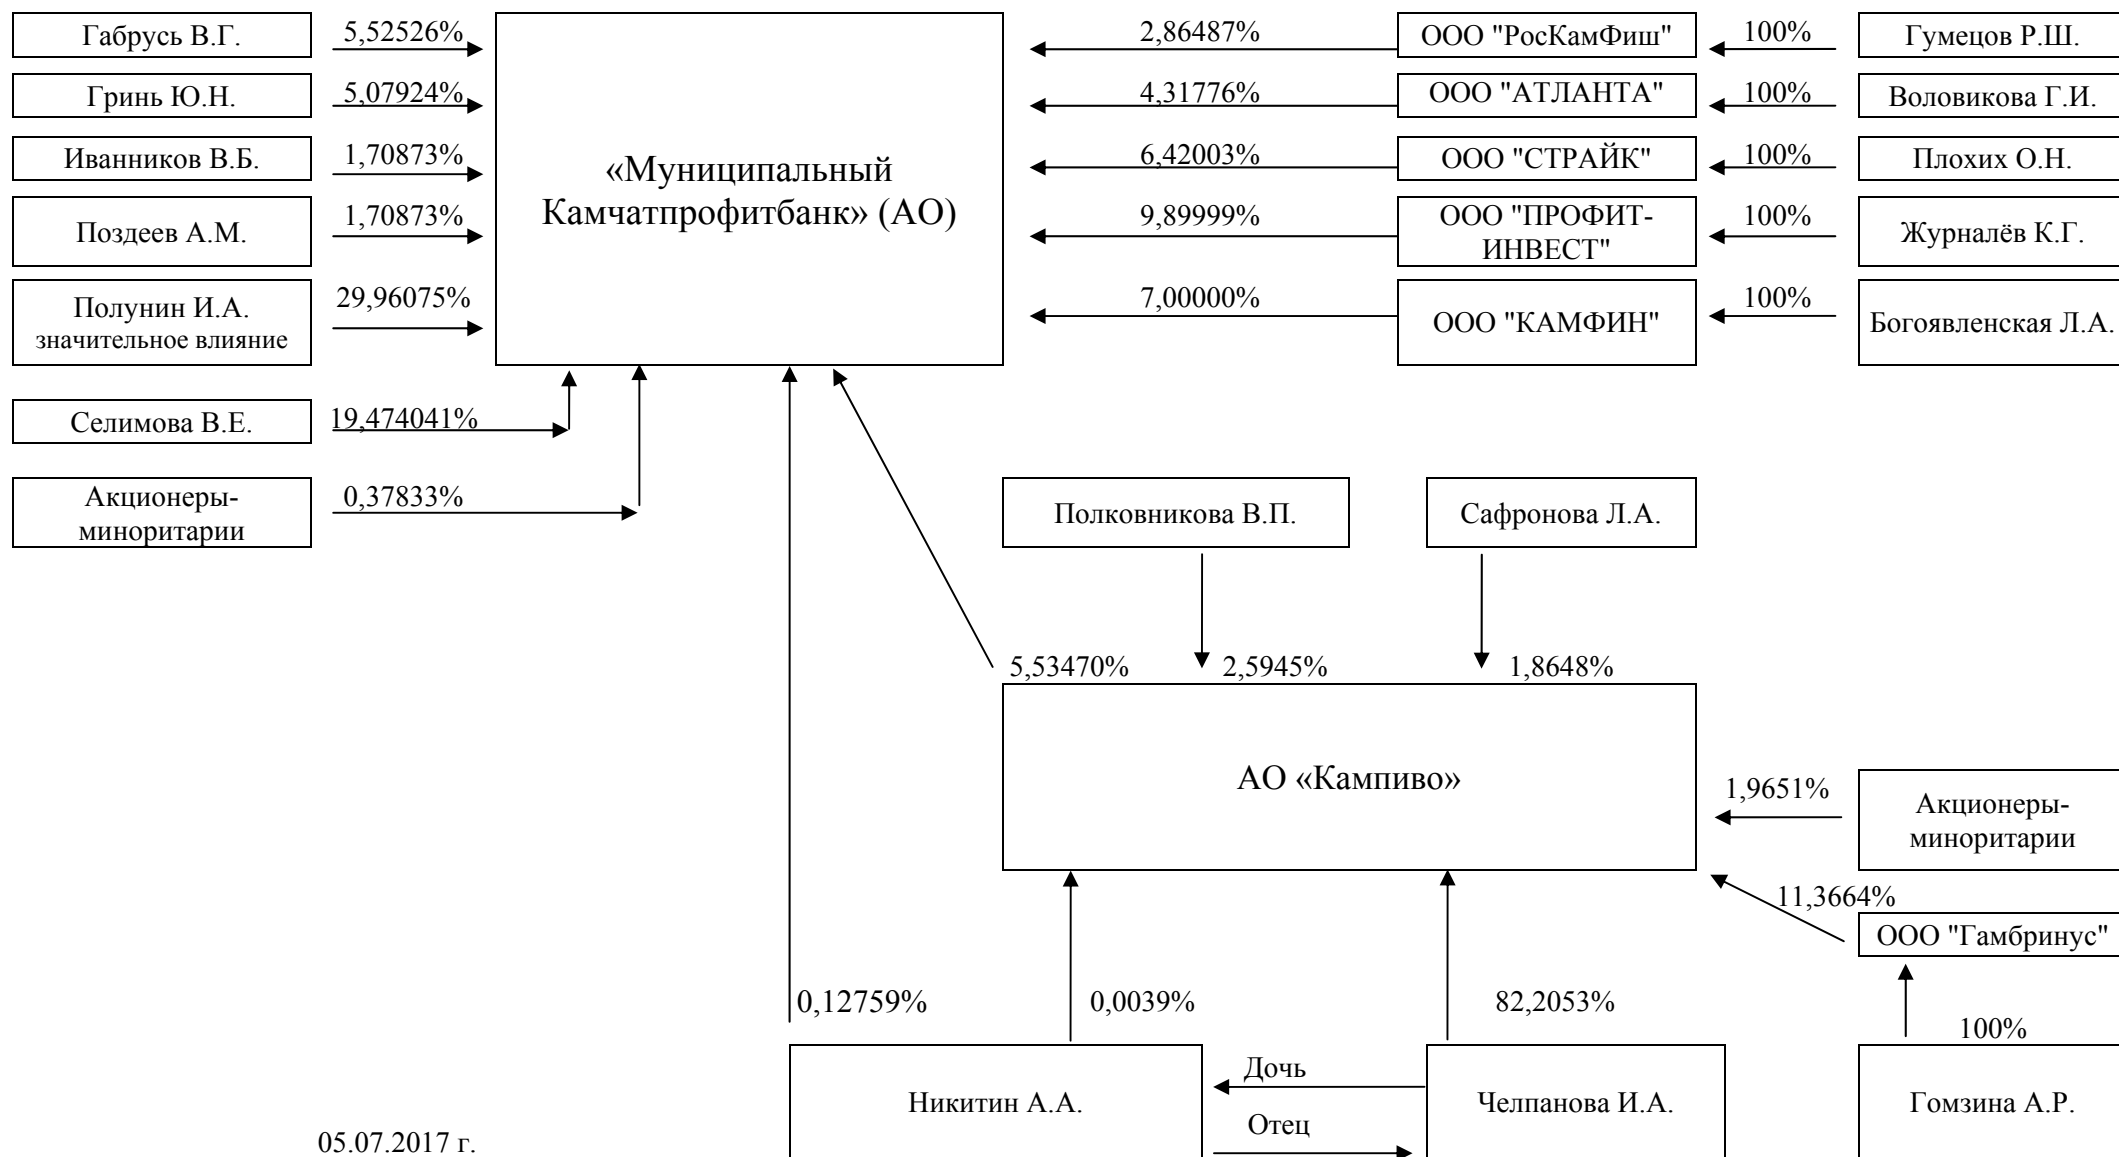 Габрусь В.Г.
5,52526%
2,86487%
ООО "РосКамФиш"
100%
Гумецов Р.Ш.
Гринь Ю.Н.
5,07924%
4,31776%
ООО "АТЛАНТА"
100%
Воловикова Г.И.
Иванников В.Б.
1,70873%
«Муниципальный
Камчатпрофитбанк» (АО)
6,42003%
ООО "СТРАЙК"
100%
Плохих О.Н.
Поздеев А.М.
1,70873%
9,89999%
ООО "ПРОФИТ-
ИНВЕСТ"
100%
Журналёв К.Г.
Полунин И.А.
значительное влияние
29,96075%
7,00000%
ООО "КАМФИН"
100%
Богоявленская Л.А.
Селимова В.Е.
19,474041%
Акционеры-
миноритарии
0,37833%
Полковникова В.П.
Сафронова Л.А.
5,53470%
2,5945%
1,8648%
АО «Кампиво»
1,9651%
Акционеры-
миноритарии
11,3664%
ООО "Гамбринус"
0,12759%
0,0039%
82,2053%
100%
Никитин А.А.
Дочь
Отец
Челпанова И.А.
Гомзина А.Р.
05.07.2017 г.